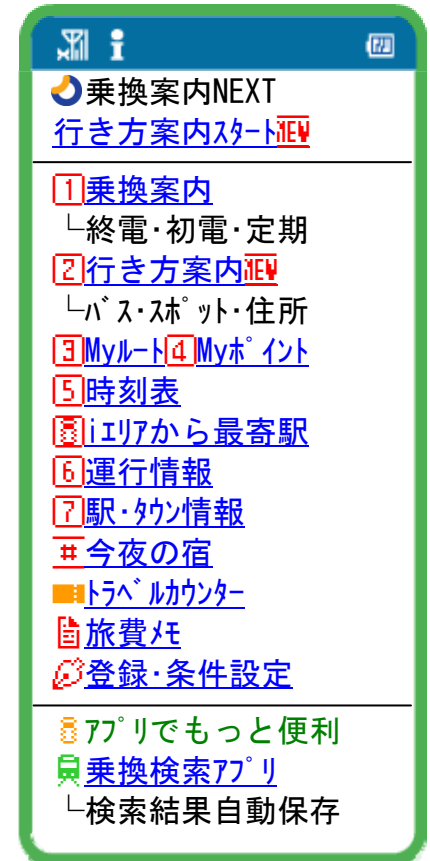 乗換案内NEXT
行き方案内ｽﾀｰﾄNEW
1乗換案内
└終電･初電･定期
2行き方案内NEW
└ﾊﾞｽ･ｽﾎﾟｯﾄ･住所
3Myﾙｰﾄ4Myﾎﾟｲﾝﾄ
5時刻表
iｴﾘｱから最寄駅
6運行情報
7駅･ﾀｳﾝ情報
#今夜の宿
ﾄﾗﾍﾞﾙｶｳﾝﾀｰ
旅費ﾒﾓ
登録･条件設定
ｱﾌﾟﾘでもっと便利
乗換検索ｱﾌﾟﾘ
└検索結果自動保存